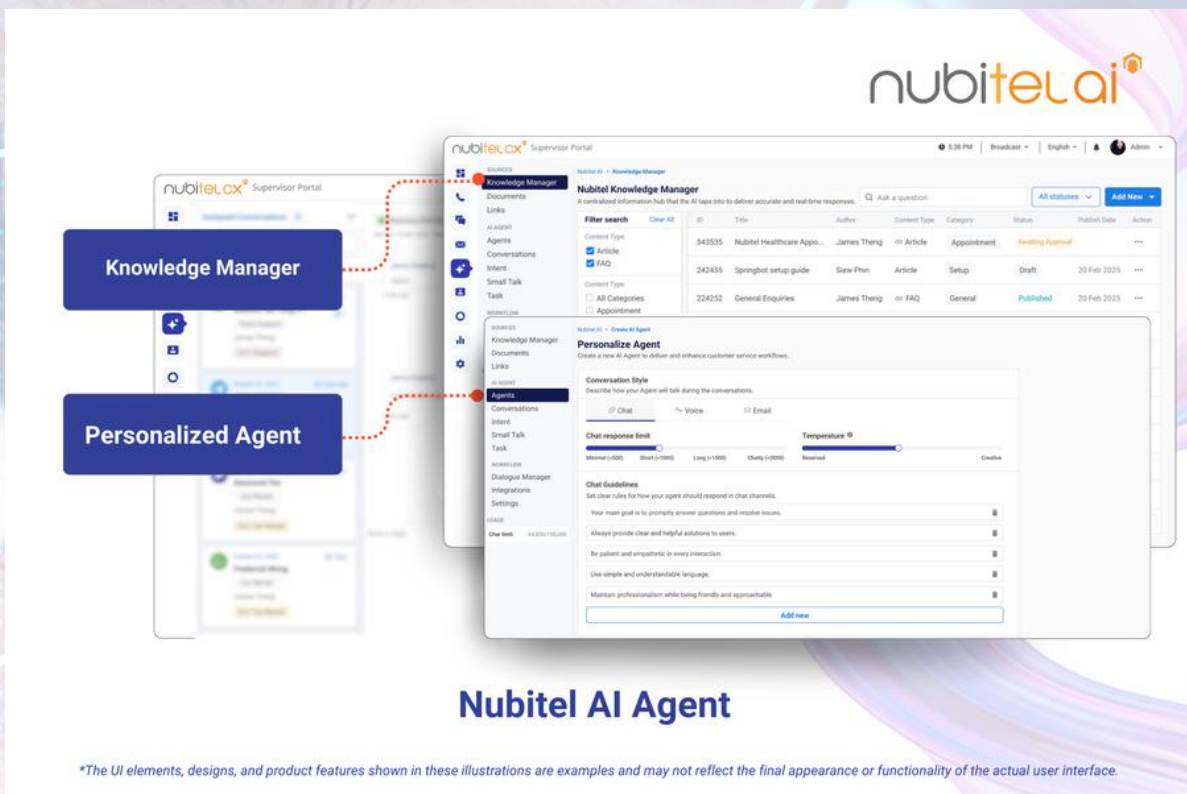 nubitel ai
nubitel cx Supervisor Portal
Assigned Conversations
Knowledge Manager
Personalized Agent
nubitel cx Supervisor Portal
5:38 PM Broadcast English Admin
SOURCES
Knowledge Manager
Documents
Links
AI AGENT
Agents
Conversations
Intent
Small Talk
Task
WORKFLOW
Nubitel AI > Knowledge Manager
Nubitel Knowledge Manager
A centralized information hub that the AI taps into to deliver accurate and real-time responses.
Ask a question
All statuses
Add New
Filter search Clear All
Content Type
Article
FAQ
Content Type
All Categories
Appointment
ID Title Author Content Type Category Status Publish Date Action
343535 Nubitel Healthcare Appo... James Theng Article Appointment Awaiting Approval
242455 Springbot setup guide Siew Phin Article Setup Draft 20 Feb 2025
224252 General Enquiries James Theng FAQ General Published 20 Feb 2025
SOURCES
Knowledge Manager
Documents
Links
AI AGENT
Agents
Conversations
Intent
Small Talk
Task
WORKFLOW
Dialogue Manager
Integrations
Settings
USAGE
Chat limit
Nubitel AI > Create AI Agent
Personalize Agent
Create a new AI Agent to deliver and enhance customer service workflows.
Conversation Style
Describe how your Agent will talk during the conversations.
Chat Voice Email
Chat response limit
Minimal (<500) Short (<1000) Long (<1500) Chatty (<2000)
Temperature
Reserved Creative
Chat Guidelines
Set clear rules for how your agent should respond in chat channels.
Your main goal is to promptly answer questions and resolve issues.
Always provide clear and helpful solutions to users.
Be patient and empathetic in every interaction.
Use simple and understandable language.
Maintain professionalism while being friendly and approachable.
Add new
Nubitel AI Agent
*The UI elements, designs, and product features shown in these illustrations are examples and may not reflect the final appearance or functionality of the actual user interface.